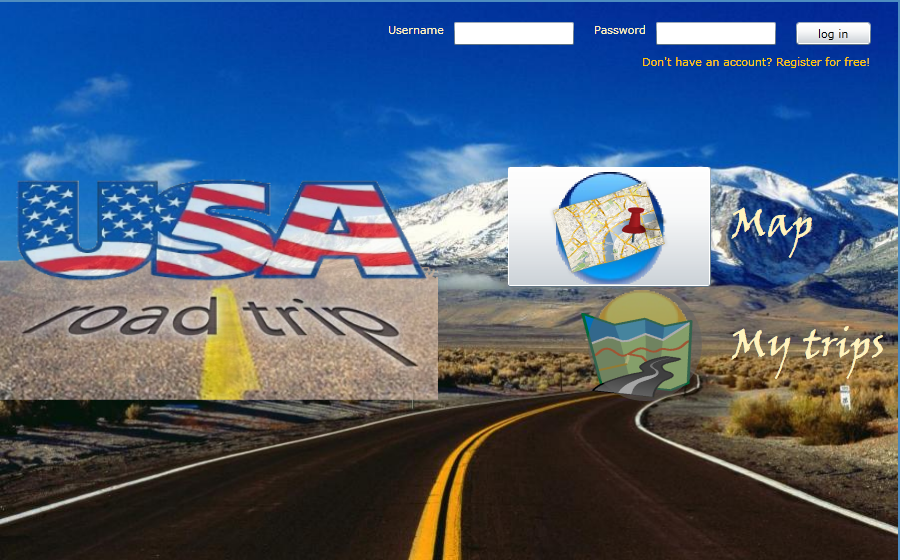 Username Password log in
Don't have an account? Register for free!
USA
road trip
Map
My trips